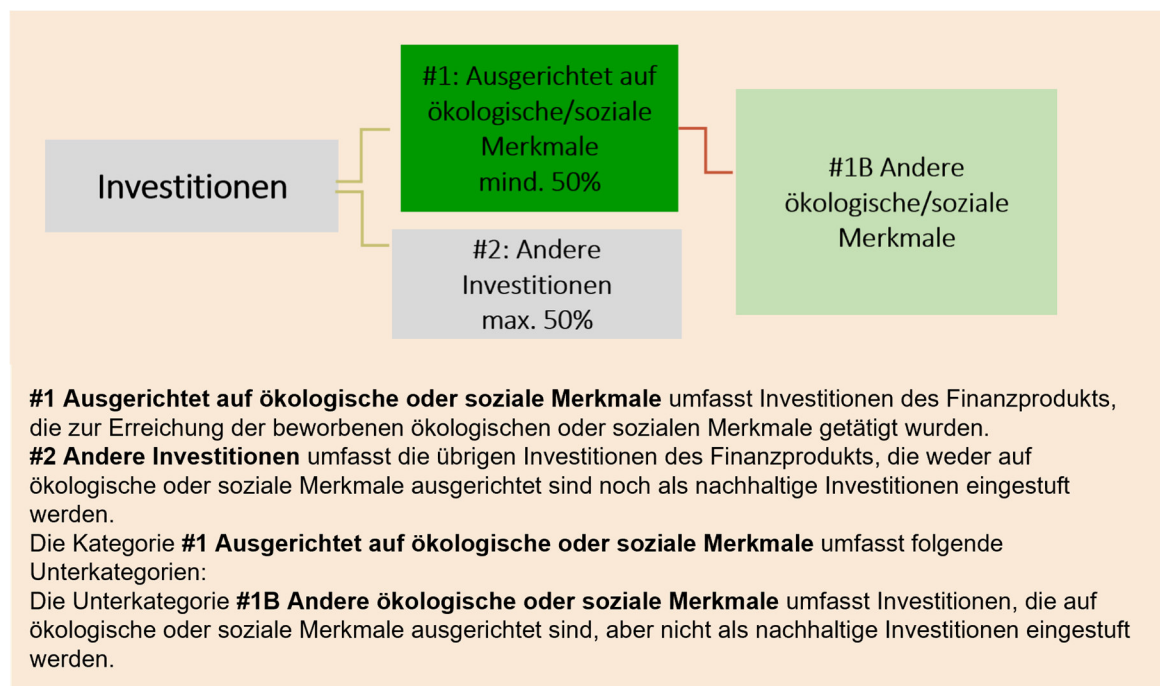 Investitionen
#1: Ausgerichtet auf
ökologische/soziale
Merkmale
mind. 50%
#2: Andere
Investitionen
max. 50%
#1B Andere
ökologische/soziale
Merkmale
#1 Ausgerichtet auf ökologische oder soziale Merkmale umfasst Investitionen des Finanzprodukts,
die zur Erreichung der beworbenen ökologischen oder sozialen Merkmale getätigt wurden.
#2 Andere Investitionen umfasst die übrigen Investitionen des Finanzprodukts, die weder auf
ökologische oder soziale Merkmale ausgerichtet sind noch als nachhaltige Investitionen eingestuft
werden.
Die Kategorie #1 Ausgerichtet auf ökologische oder soziale Merkmale umfasst folgende
Unterkategorien:
Die Unterkategorie #1B Andere ökologische oder soziale Merkmale umfasst Investitionen, die auf
ökologische oder soziale Merkmale ausgerichtet sind, aber nicht als nachhaltige Investitionen eingestuft
werden.